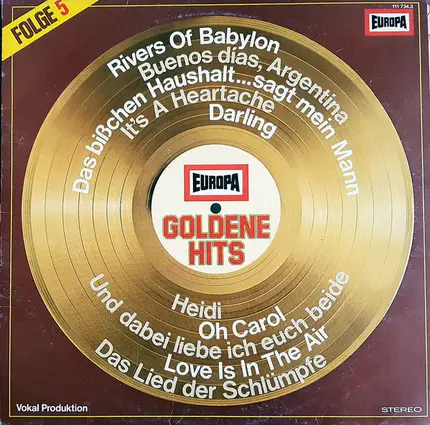 FOLGE 5
EUROPA
111 734.3
Rivers Of Babylon
Buenos días, Argentina
Das bißchen Haushalt...sagt mein Mann
It's A Heartache
Darling
EUROPA
GOLDENE
HITS
Heidi
Oh Carol
Und dabei liebe ich euch beide
Love Is In The Air
Das Lied der Schlümpfe
Vokal Produktion
STEREO